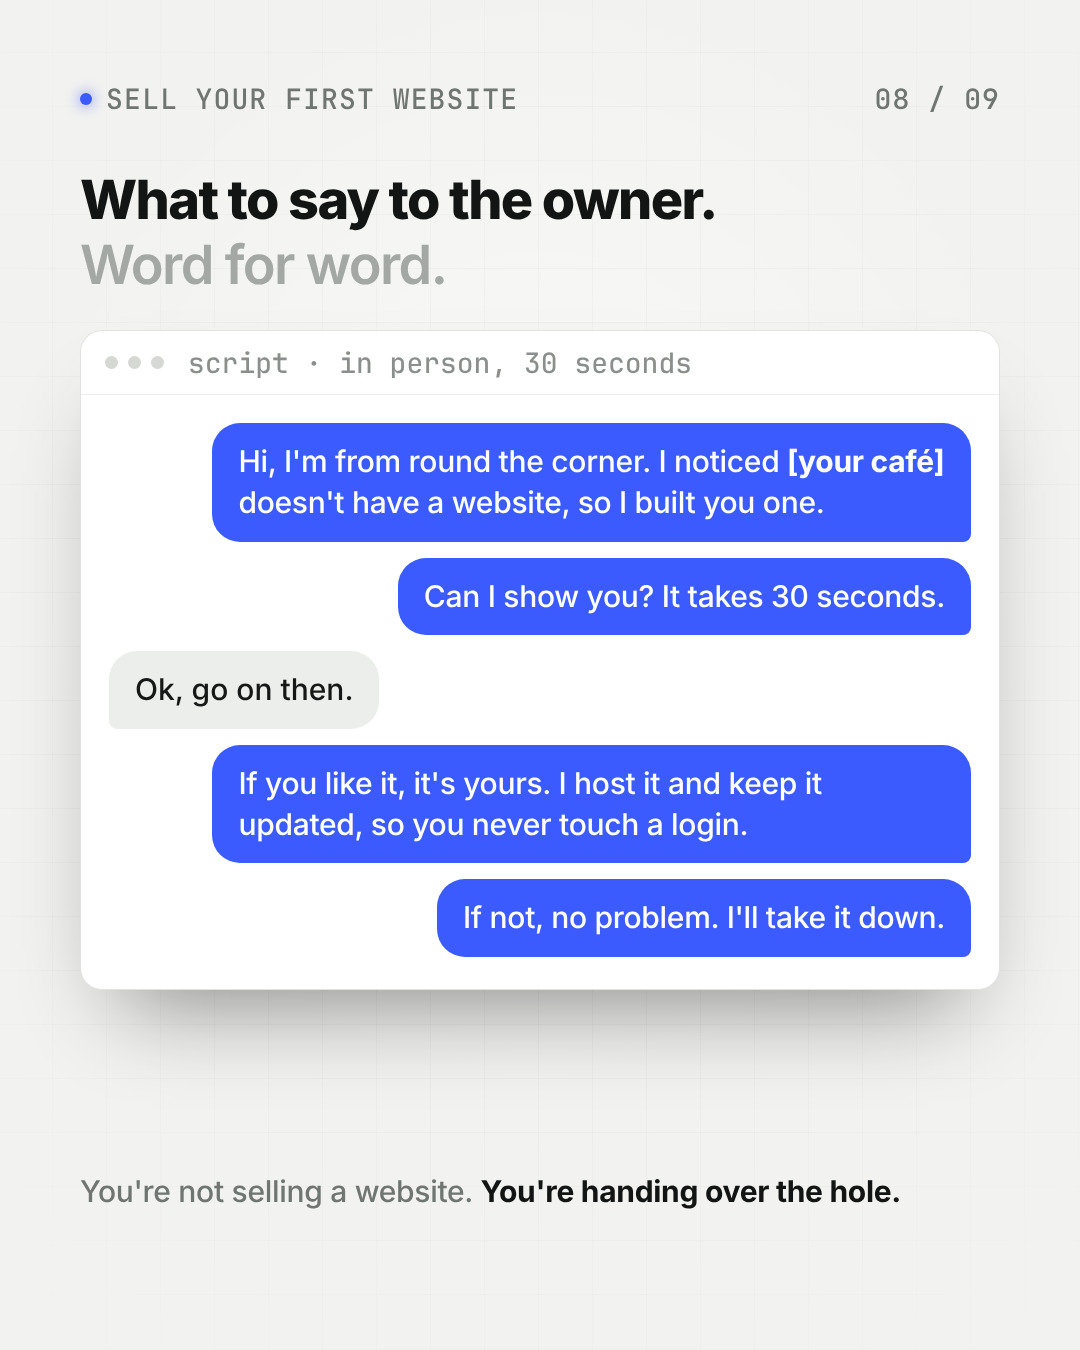 SELL YOUR FIRST WEBSITE
08 / 09
What to say to the owner.
Word for word.
script · in person, 30 seconds
Hi, I'm from round the corner. I noticed [your café]
doesn't have a website, so I built you one.
Can I show you? It takes 30 seconds.
Ok, go on then.
If you like it, it's yours. I host it and keep it
updated, so you never touch a login.
If not, no problem. I'll take it down.
You're not selling a website. You're handing over the hole.